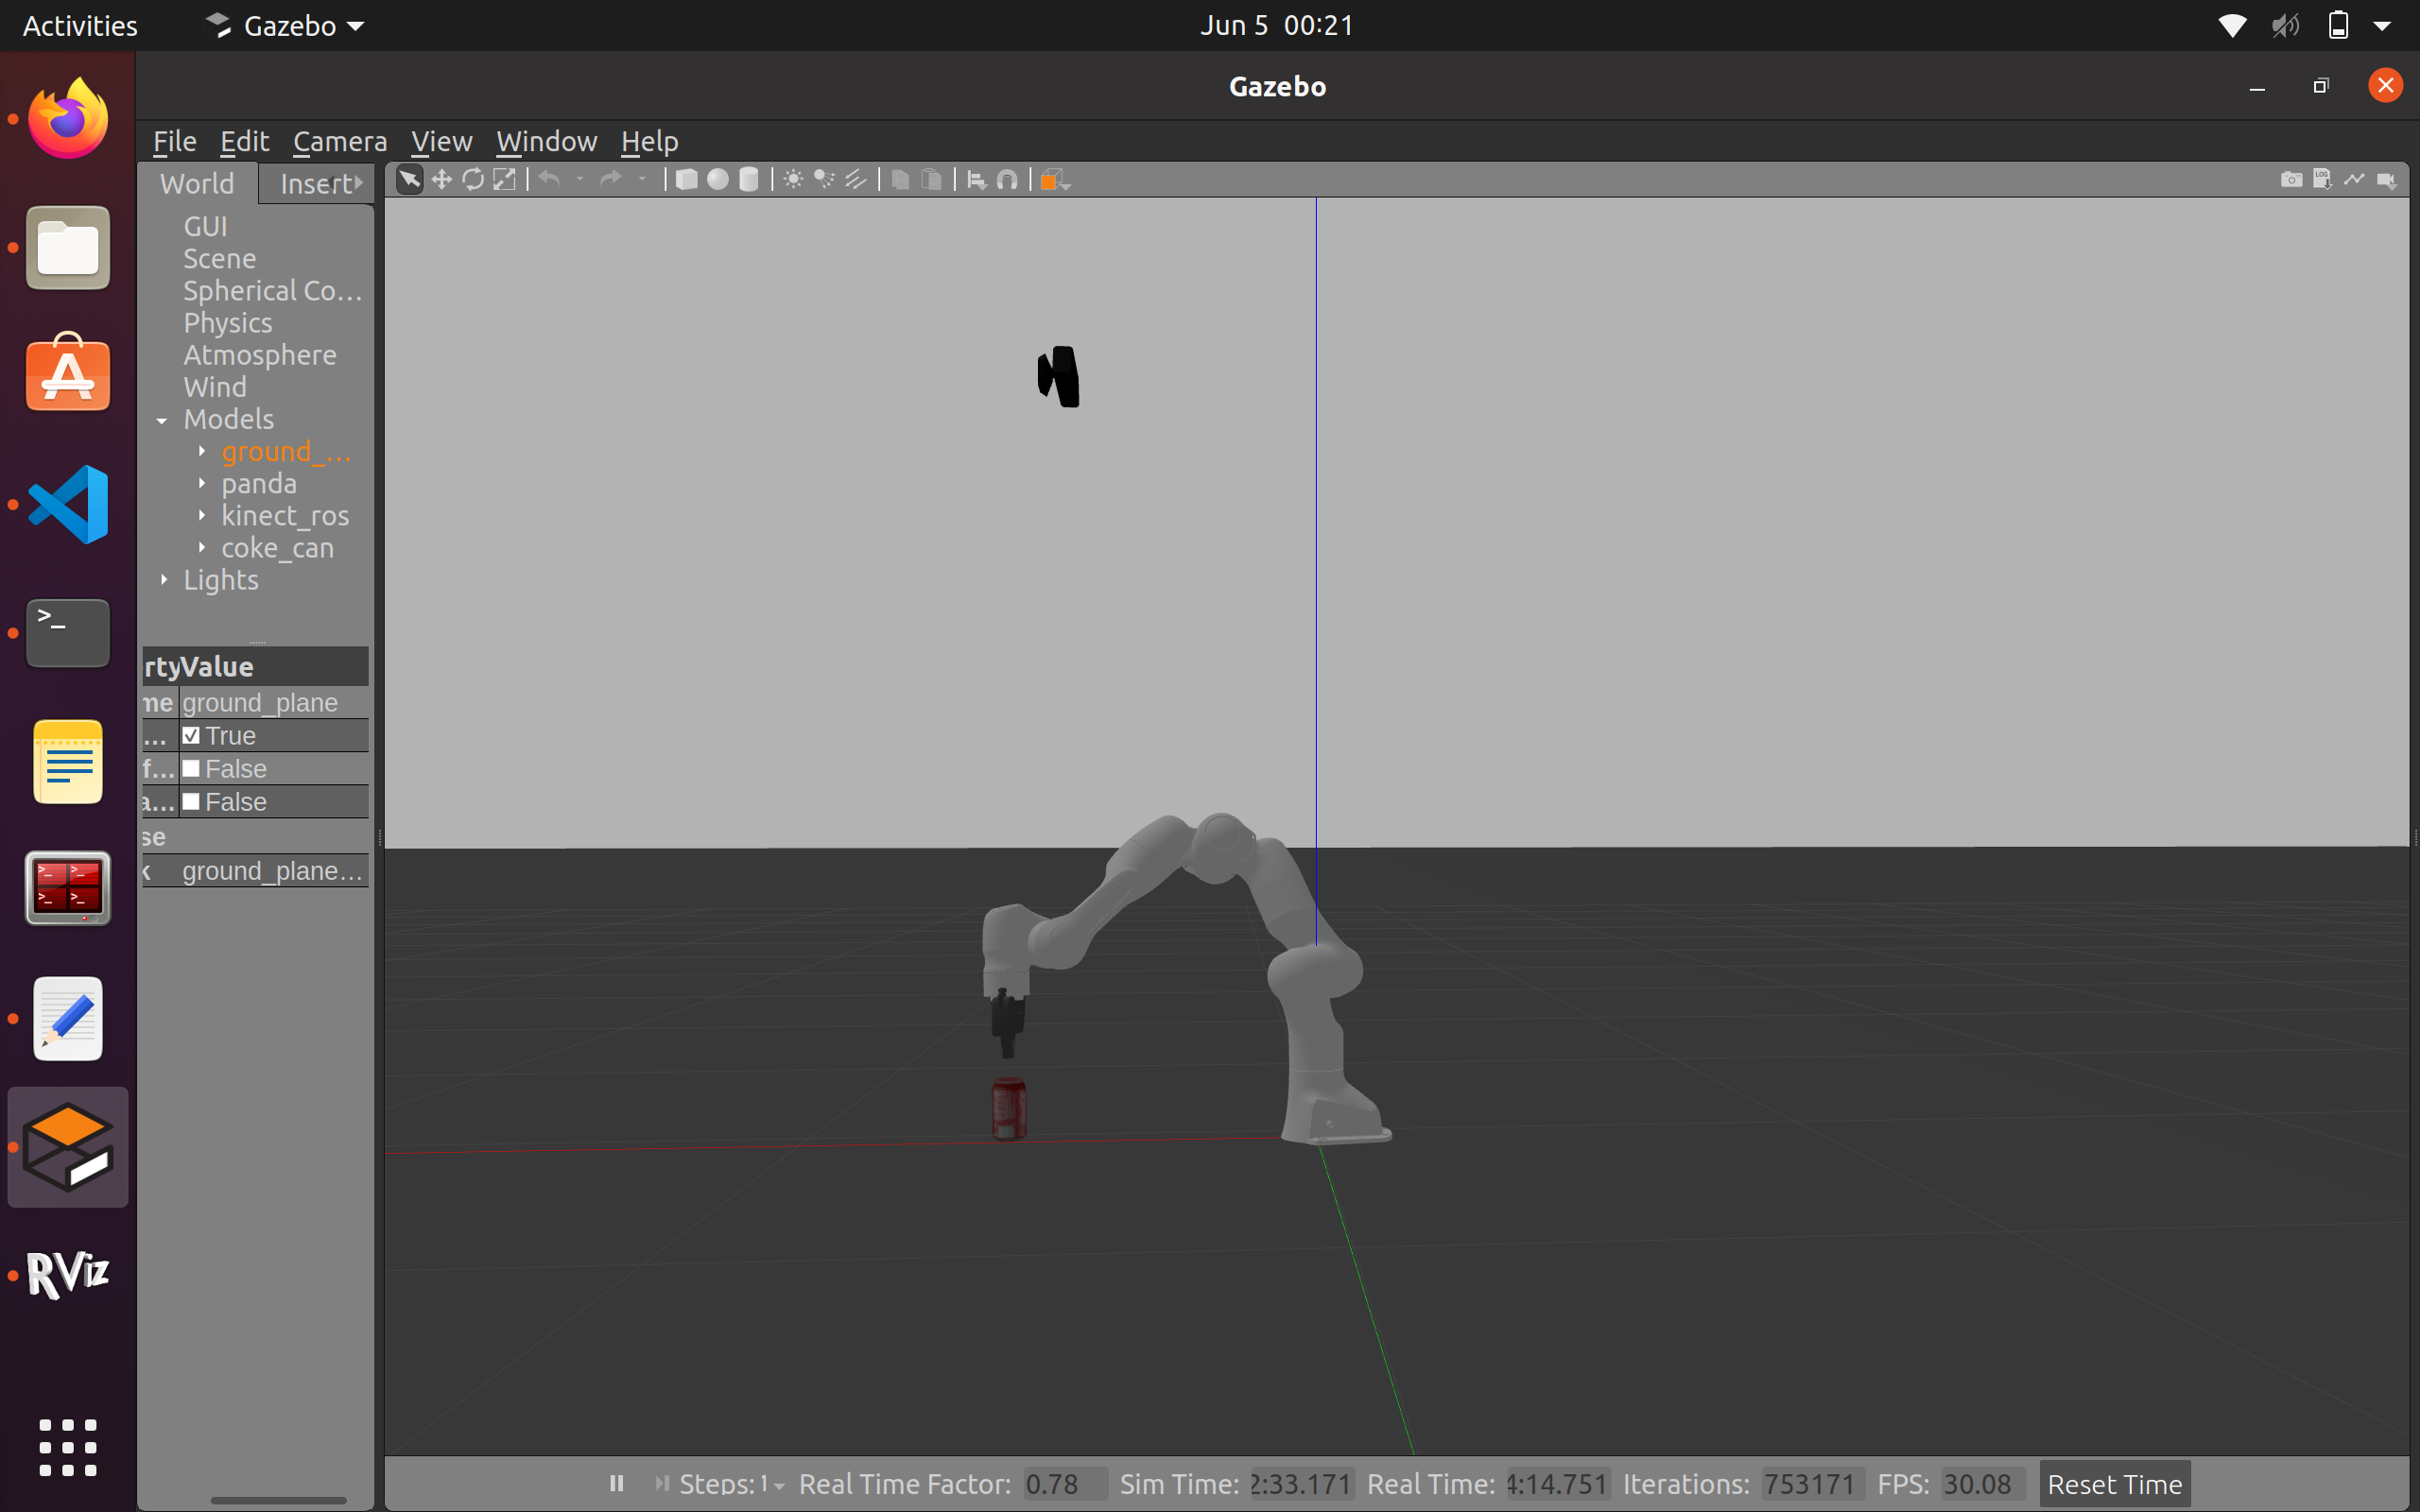 Activities Gazebo Jun 5 00:21
Gazebo
File Edit Camera View Window Help
World Insert
GUI
Scene
Spherical Co...
Physics
Atmosphere
Wind
Models
ground_...
panda
kinect_ros
coke_can
Lights
rty Value
me ground_plane
... True
f... False
a... False
se
k ground_plane...
LOG
>_
RViz
Steps: 1 Real Time Factor: 0.78 Sim Time: 2:33.171 Real Time: 4:14.751 Iterations: 753171 FPS: 30.08 Reset Time